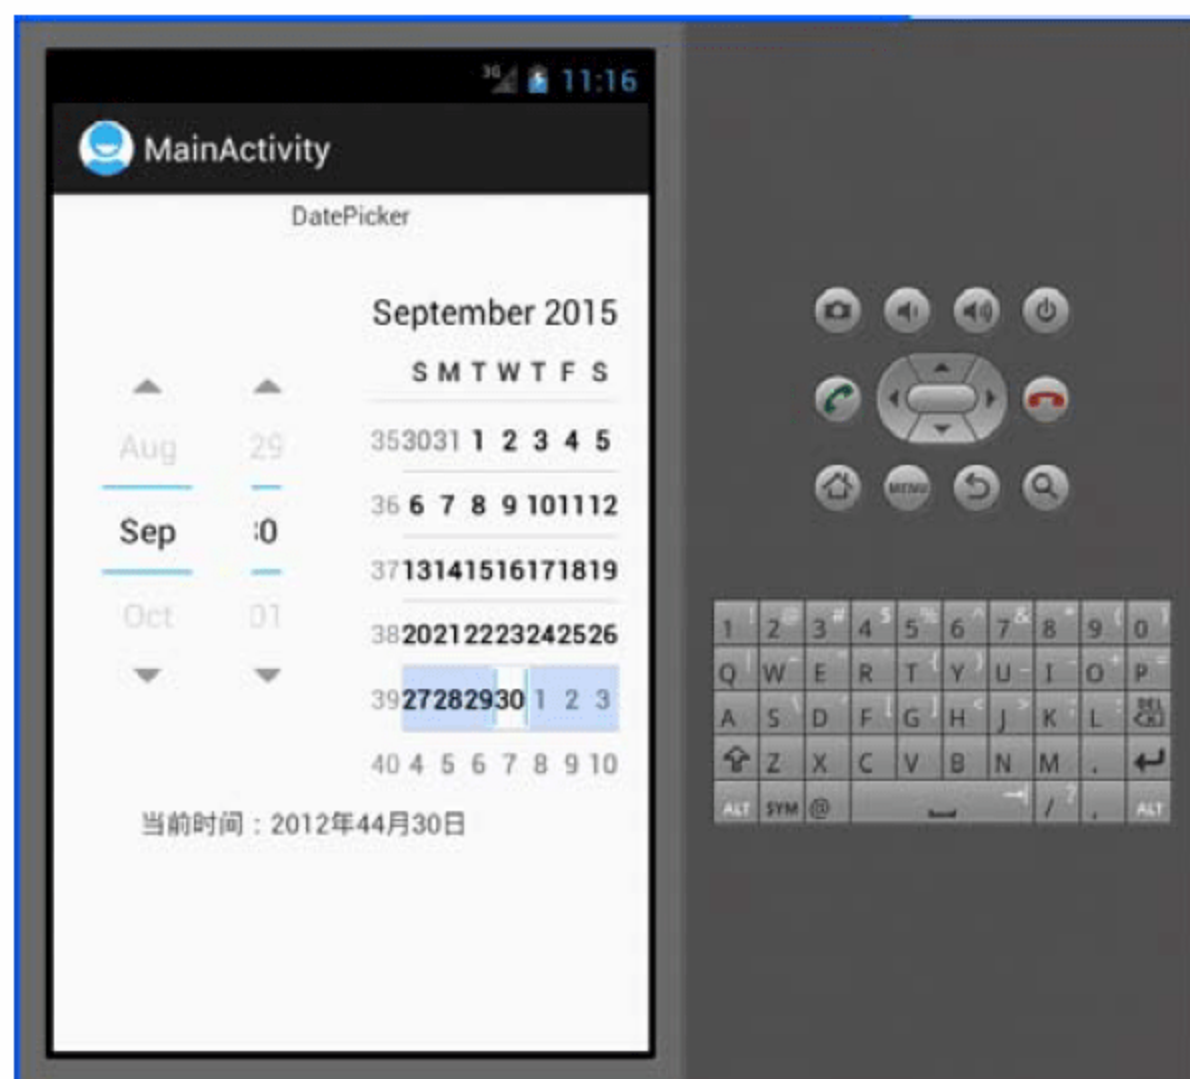 3G 11:16
MainActivity
DatePicker
September 2015
S M T W T F S
Aug 29
35 30 31 1 2 3 4 5
36 6 7 8 9 10 11 12
Sep :0
37 13 14 15 16 17 18 19
Oct 01
38 20 21 22 23 24 25 26
39 27 28 29 30 1 2 3
40 4 5 6 7 8 9 10
当前时间：2012年44月30日
MENU
1 ! 2 @ 3 # 4 $ 5 % 6 ^ 7 & 8 * 9 ( 0 )
Q | W ~ E " R ` T { Y } U _ I - O + P =
A S \ D ' F [ G ] H < J > K ; L : DEL
Z X C V B N M .
ALT SYM @ / ? , ALT